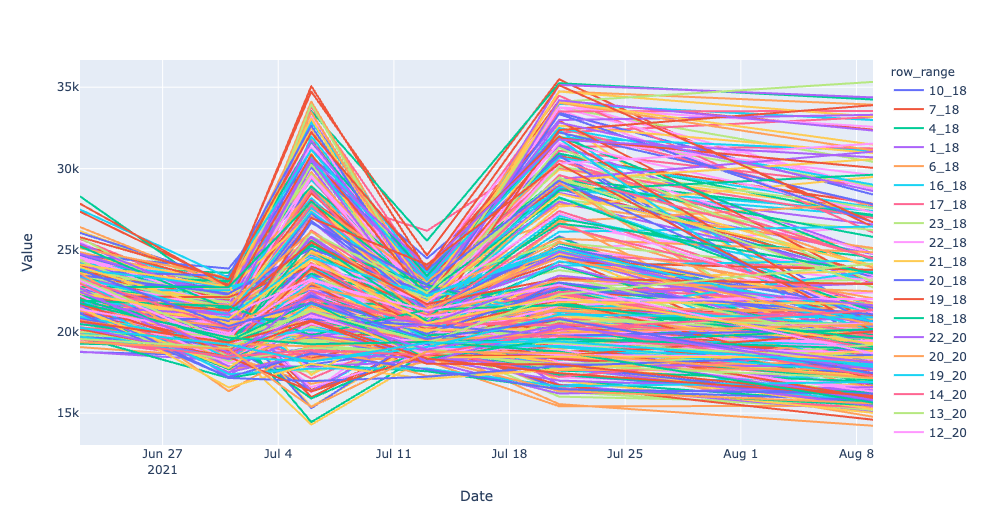 row_range
10_18
7_18
4_18
1_18
6_18
16_18
17_18
23_18
22_18
21_18
20_18
19_18
18_18
22_20
20_20
19_20
14_20
13_20
12_20
Value
35k
30k
25k
20k
15k
Jun 27
2021
Jul 4
Jul 11
Jul 18
Jul 25
Aug 1
Aug 8
Date